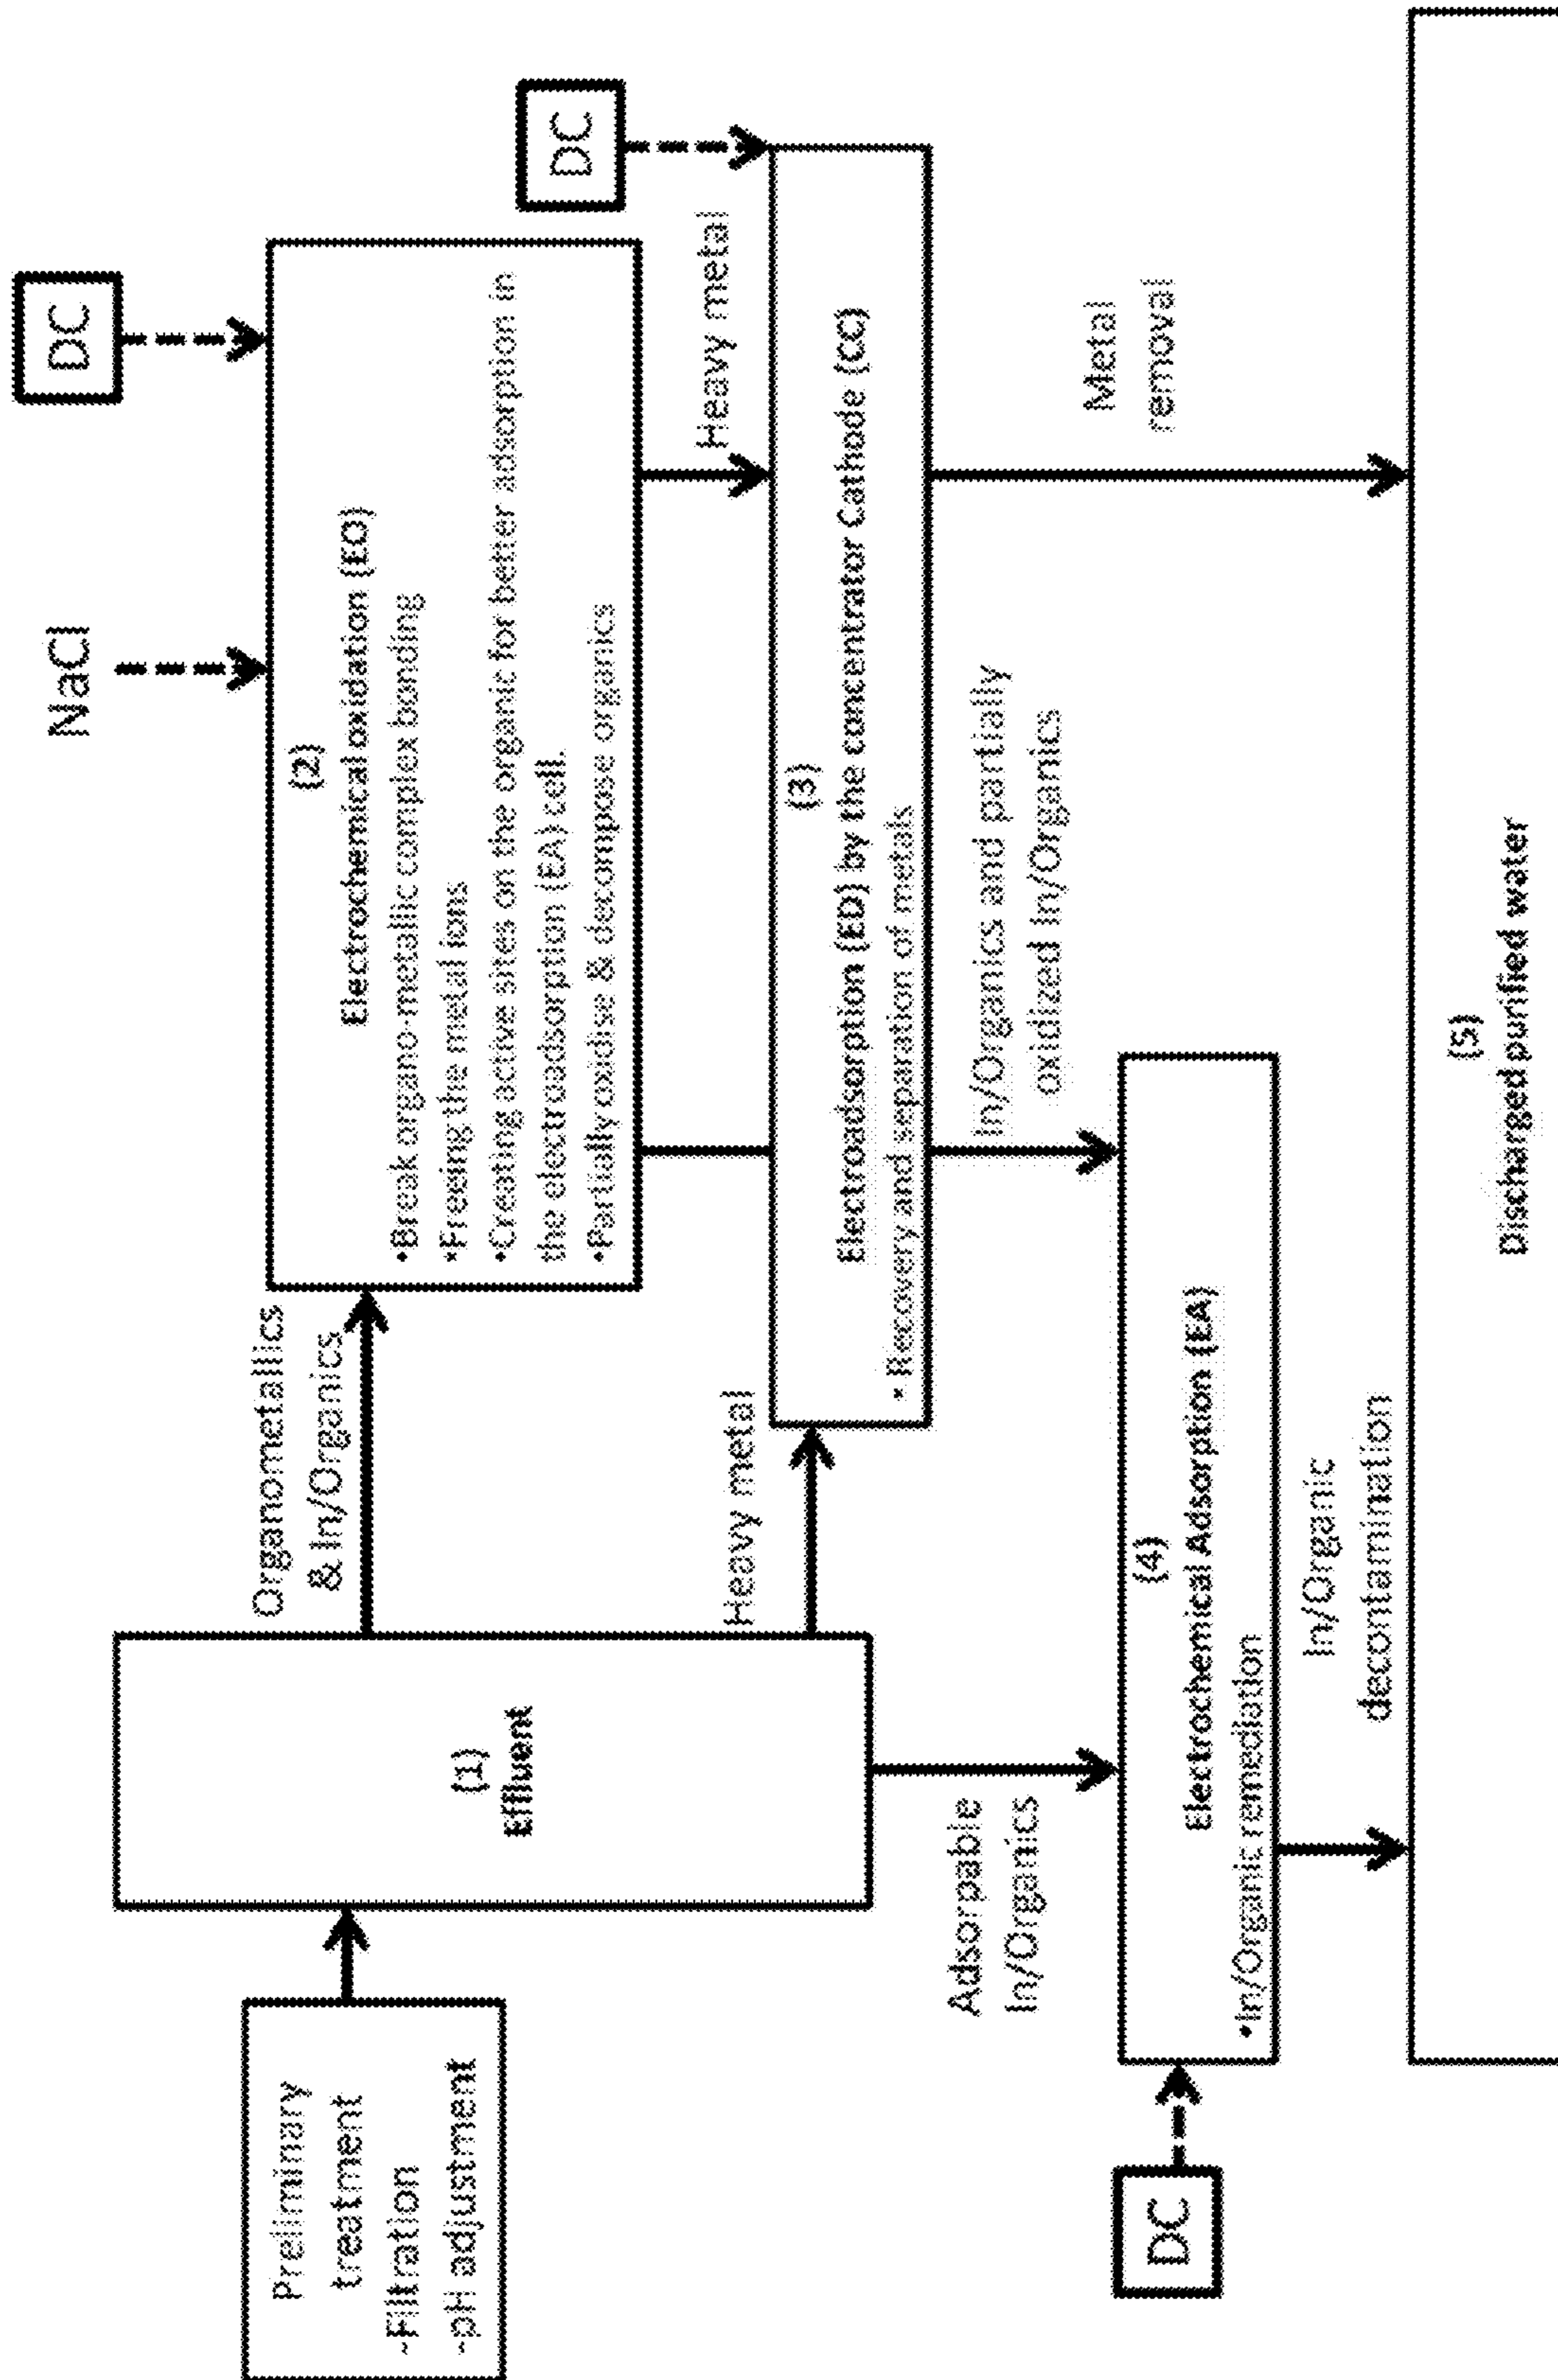 NaCl
DC
Preliminary
treatment
-Filtration
-pH adjustment
(1)
Effluent
Organometallics
& In/Organics
(2)
Electrochemical oxidation (EO)
•Break organo-metallic complex bonding
•Freeing the metal ions
•Creating active sites on the organic for better adsorption in
the electroadsorption (EA) cell.
•Partially oxidise & decompose organics
DC
Heavy metal
Heavy metal
(3)
Electroadsorption (ED) by the concentrator Cathode (CC)
• Recovery and separation of metals
Adsorpable
In/Organics
In/Organics and partially
oxidized In/Organics
Metal
removal
DC
(4)
Electrochemical Adsorption (EA)
•In/Organic remediation
In/Organic
decontamination
(5)
Discharged purified water